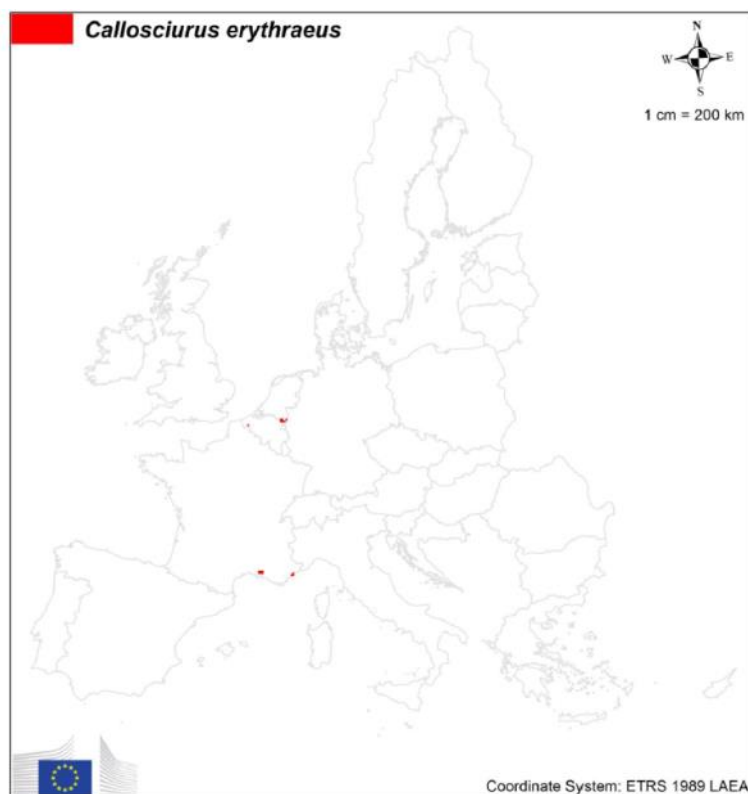 Callosciurus erythraeus
N
W E
S
1 cm = 200 km
Coordinate System: ETRS 1989 LAEA